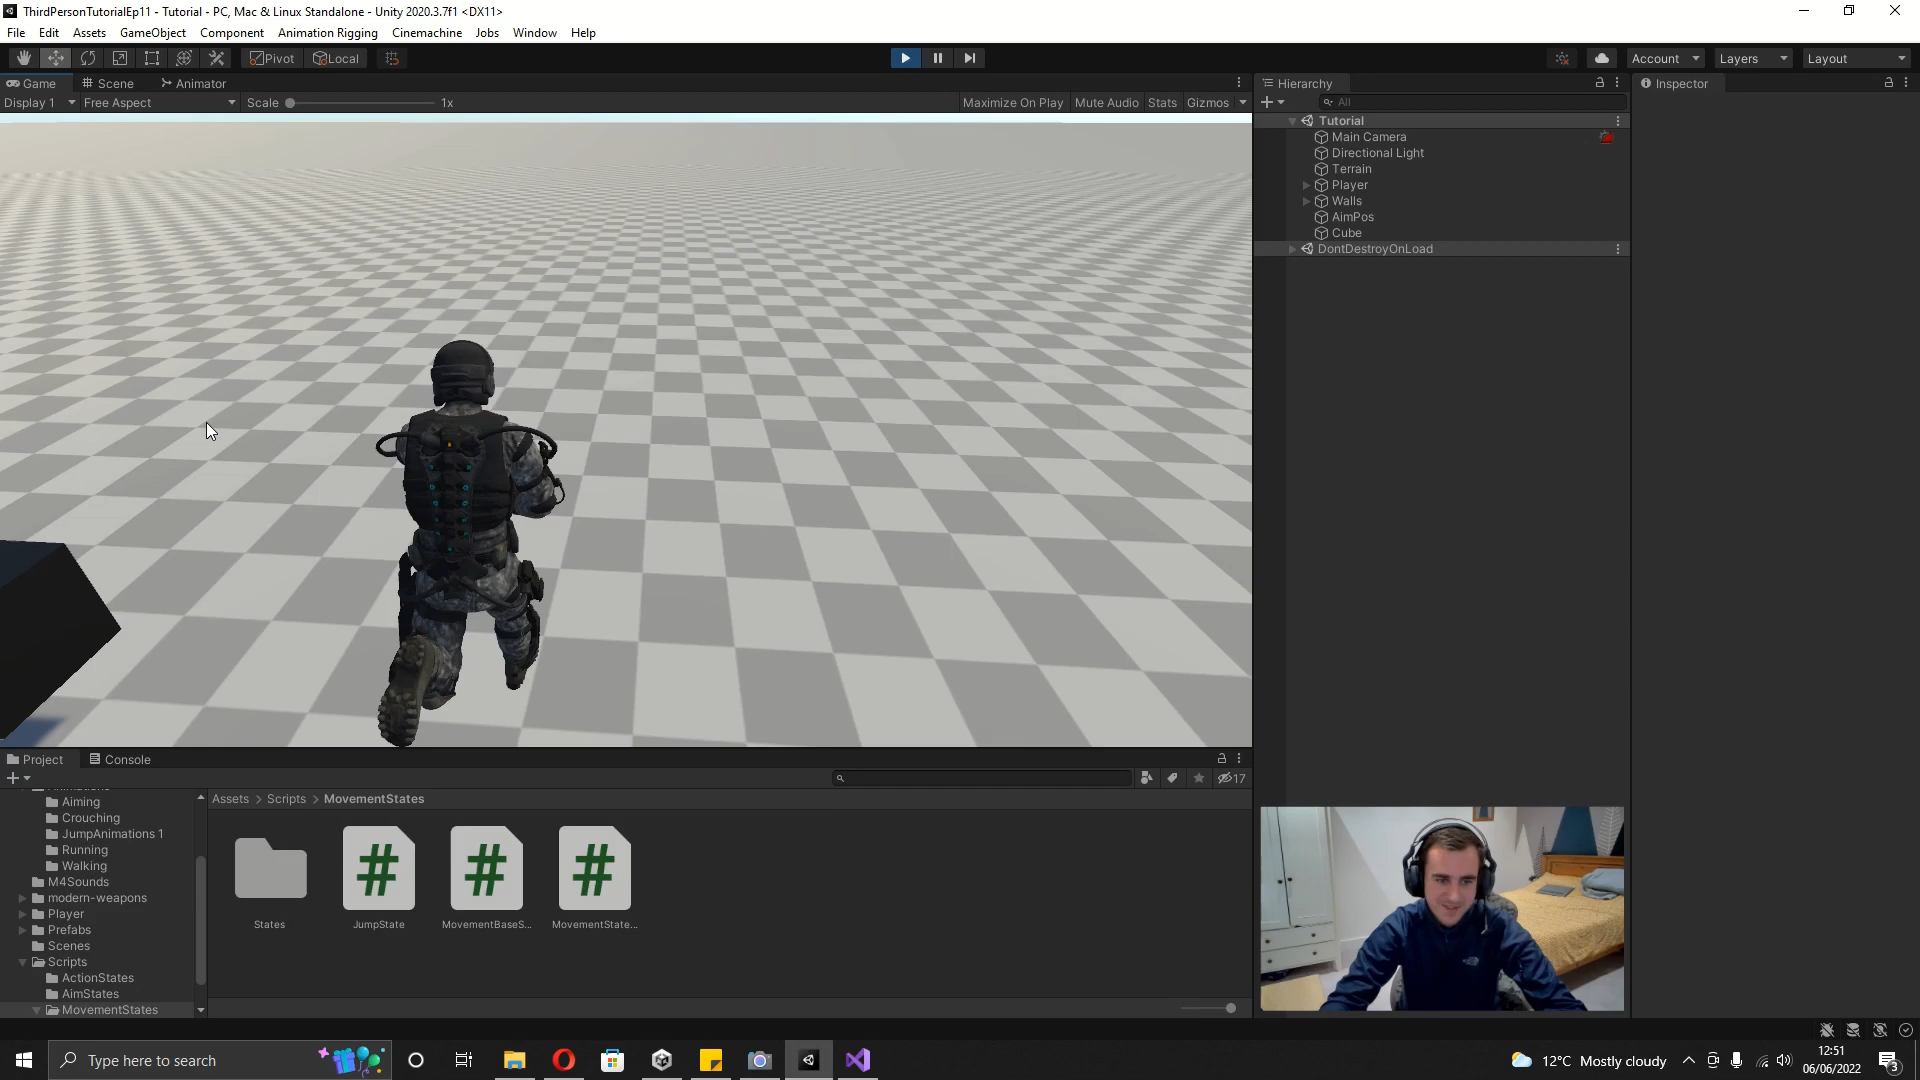 ThirdPersonTutorialEp11 - Tutorial - PC, Mac & Linux Standalone - Unity 2020.3.7f1 <DX11>
File Edit Assets GameObject Component Animation Rigging Cinemachine Jobs Window Help
Pivot Local Account Layers Layout
Game Scene Animator
Display 1 Free Aspect Scale 1x Maximize On Play Mute Audio Stats Gizmos
Hierarchy
All
Tutorial
Main Camera
Directional Light
Terrain
Player
Walls
AimPos
Cube
DontDestroyOnLoad
Inspector
Project Console
17
Aiming
Crouching
JumpAnimations 1
Running
Walking
M4Sounds
modern-weapons
Player
Prefabs
Scenes
Scripts
ActionStates
AimStates
MovementStates
Assets > Scripts > MovementStates
States JumpState MovementBaseS... MovementState...
Type here to search
12°C Mostly cloudy
12:51
06/06/2022
3